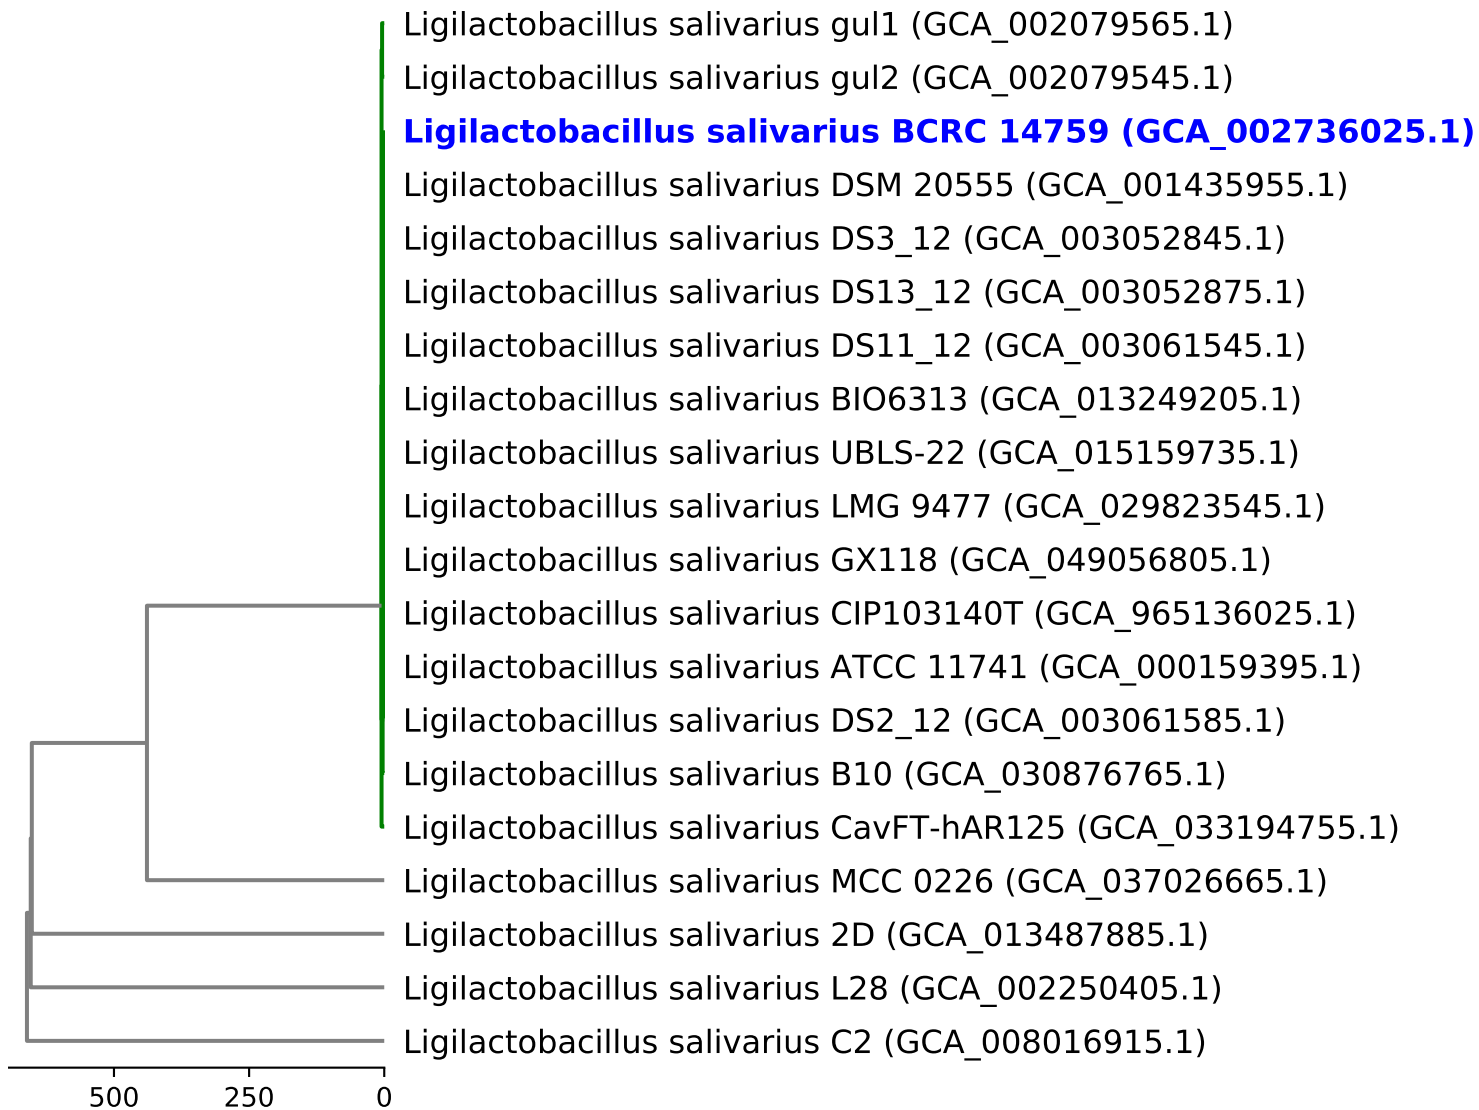 Ligilactobacillus salivarius gul1 (GCA_002079565.1)
Ligilactobacillus salivarius gul2 (GCA_002079545.1)
Ligilactobacillus salivarius BCRC 14759 (GCA_002736025.1)
Ligilactobacillus salivarius DSM 20555 (GCA_001435955.1)
Ligilactobacillus salivarius DS3_12 (GCA_003052845.1)
Ligilactobacillus salivarius DS13_12 (GCA_003052875.1)
Ligilactobacillus salivarius DS11_12 (GCA_003061545.1)
Ligilactobacillus salivarius BIO6313 (GCA_013249205.1)
Ligilactobacillus salivarius UBLS-22 (GCA_015159735.1)
Ligilactobacillus salivarius LMG 9477 (GCA_029823545.1)
Ligilactobacillus salivarius GX118 (GCA_049056805.1)
Ligilactobacillus salivarius CIP103140T (GCA_965136025.1)
Ligilactobacillus salivarius ATCC 11741 (GCA_000159395.1)
Ligilactobacillus salivarius DS2_12 (GCA_003061585.1)
Ligilactobacillus salivarius B10 (GCA_030876765.1)
Ligilactobacillus salivarius CavFT-hAR125 (GCA_033194755.1)
Ligilactobacillus salivarius MCC 0226 (GCA_037026665.1)
Ligilactobacillus salivarius 2D (GCA_013487885.1)
Ligilactobacillus salivarius L28 (GCA_002250405.1)
Ligilactobacillus salivarius C2 (GCA_008016915.1)
500 250 0